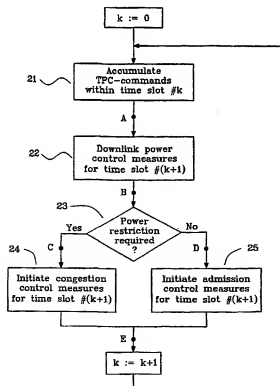 k := 0
21
Accumulate
TPC-commands
within time slot #k
A
22
Downlink power
control measures
for time slot #(k+1)
B
23
Power
restriction
required
?
Yes
No
C
D
24
25
Initiate congestion
control measures
for time slot #(k+1)
Initiate admission
control measures
for time slot #(k+1)
E
k := k+1